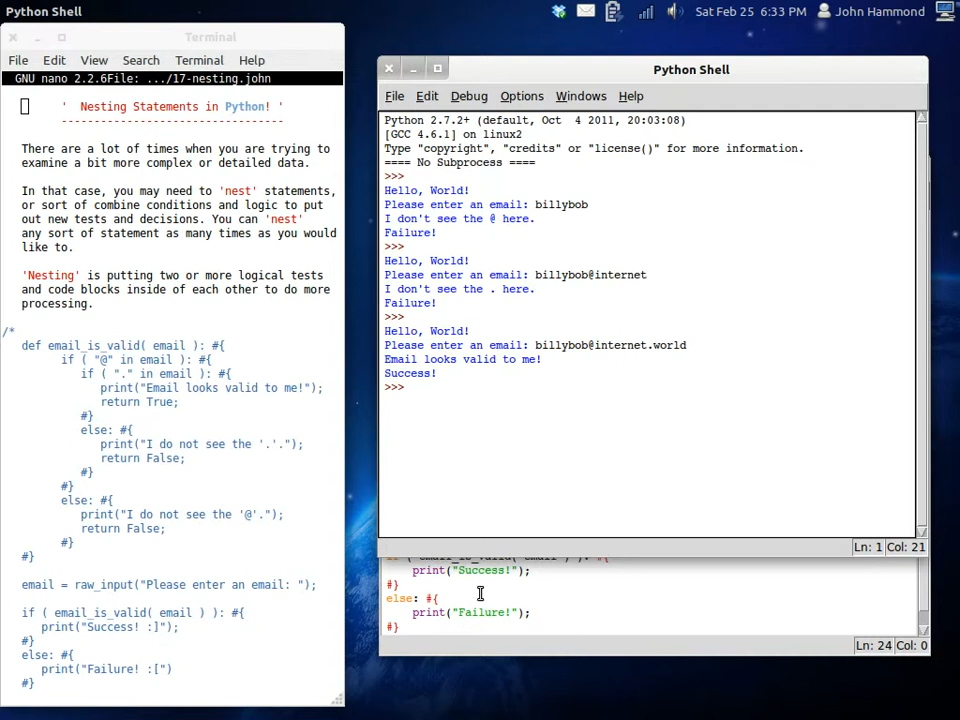 Python Shell
Sat Feb 25 6:33 PM John Hammond
Terminal
File Edit View Search Terminal Help
GNU nano 2.2.6File: .../17-nesting.john
' Nesting Statements in Python! '
---------------------------------
There are a lot of times when you are trying to
examine a bit more complex or detailed data.
In that case, you may need to 'nest' statements,
or sort of combine conditions and logic to put
out new tests and decisions. You can 'nest'
any sort of statement as many times as you would
like to.
'Nesting' is putting two or more logical tests
and code blocks inside of each other to do more
processing.
/*
def email_is_valid( email ): #{
if ( "@" in email ): #{
if ( "." in email ): #{
print("Email looks valid to me!");
return True;
#}
else: #{
print("I do not see the '.'.");
return False;
#}
#}
else: #{
print("I do not see the '@'.");
return False;
#}
#}
email = raw_input("Please enter an email: ");
if ( email_is_valid( email ) ): #{
print("Success! :]");
#}
else: #{
print("Failure! :[")
#}
Python Shell
File Edit Debug Options Windows Help
Python 2.7.2+ (default, Oct  4 2011, 20:03:08)
[GCC 4.6.1] on linux2
Type "copyright", "credits" or "license()" for more information.
==== No Subprocess ====
>>>
Hello, World!
Please enter an email: billybob
I don't see the @ here.
Failure!
>>>
Hello, World!
Please enter an email: billybob@internet
I don't see the . here.
Failure!
>>>
Hello, World!
Please enter an email: billybob@internet.world
Email looks valid to me!
Success!
>>>
Ln: 1 Col: 21
if ( email_is_valid( email ) ): #{
print("Success!");
#}
else: #{
print("Failure!");
#}
Ln: 24 Col: 0